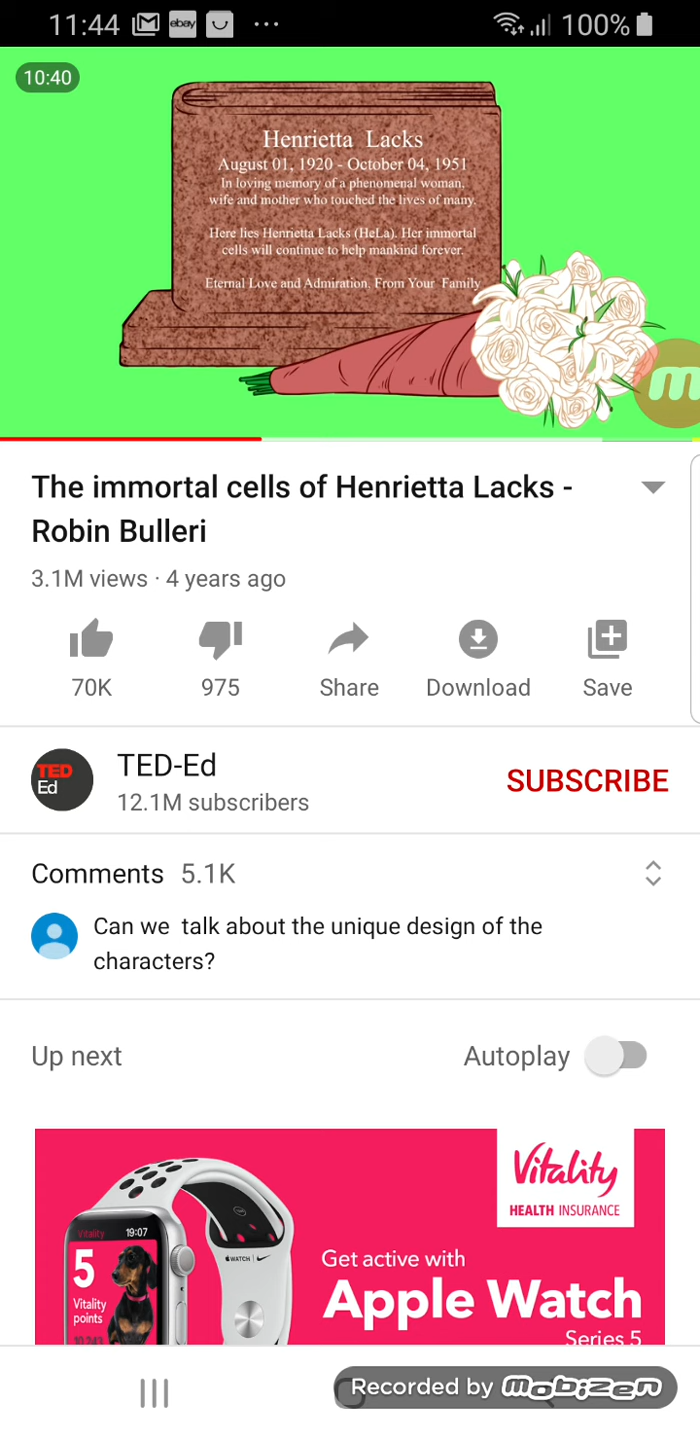 11:44 ebay ... 100%
10:40
Henrietta Lacks
August 01, 1920 - October 04, 1951
In loving memory of a phenomenal woman,
wife and mother who touched the lives of many.
Here lies Henrietta Lacks (HeLa). Her immortal
cells will continue to help mankind forever.
Eternal Love and Admiration, From Your Family
m
The immortal cells of Henrietta Lacks -
Robin Bulleri
3.1M views · 4 years ago
70K 975 Share Download Save
TED
Ed
TED-Ed
12.1M subscribers
SUBSCRIBE
Comments 5.1K
Can we talk about the unique design of the
characters?
Up next Autoplay
Vitality
HEALTH INSURANCE
Vitality 19:07
5
Vitality
points
WATCH
Get active with
Apple Watch
Series 5
Recorded by mobizen